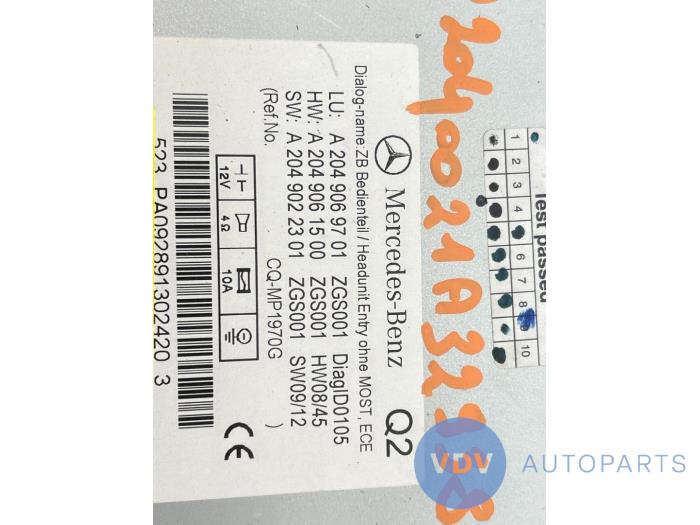 Mercedes-Benz Q2
Dialog-name:ZB Bedienteil / Headunit Entry ohne MOST, ECE
LU: A 204 906 97 01 ZGS001 DiagID0105
HW: A 204 906 15 00 ZGS001 HW08/45
SW: A 204 902 23 01 ZGS001 SW09/12
(Ref.No. CQ-MP1970G )
12V 4Ω 10A
CE
523 PA092891302420 3
Test passed
1 2 3 4 6 7 8 9 10
VDV AUTOPARTS